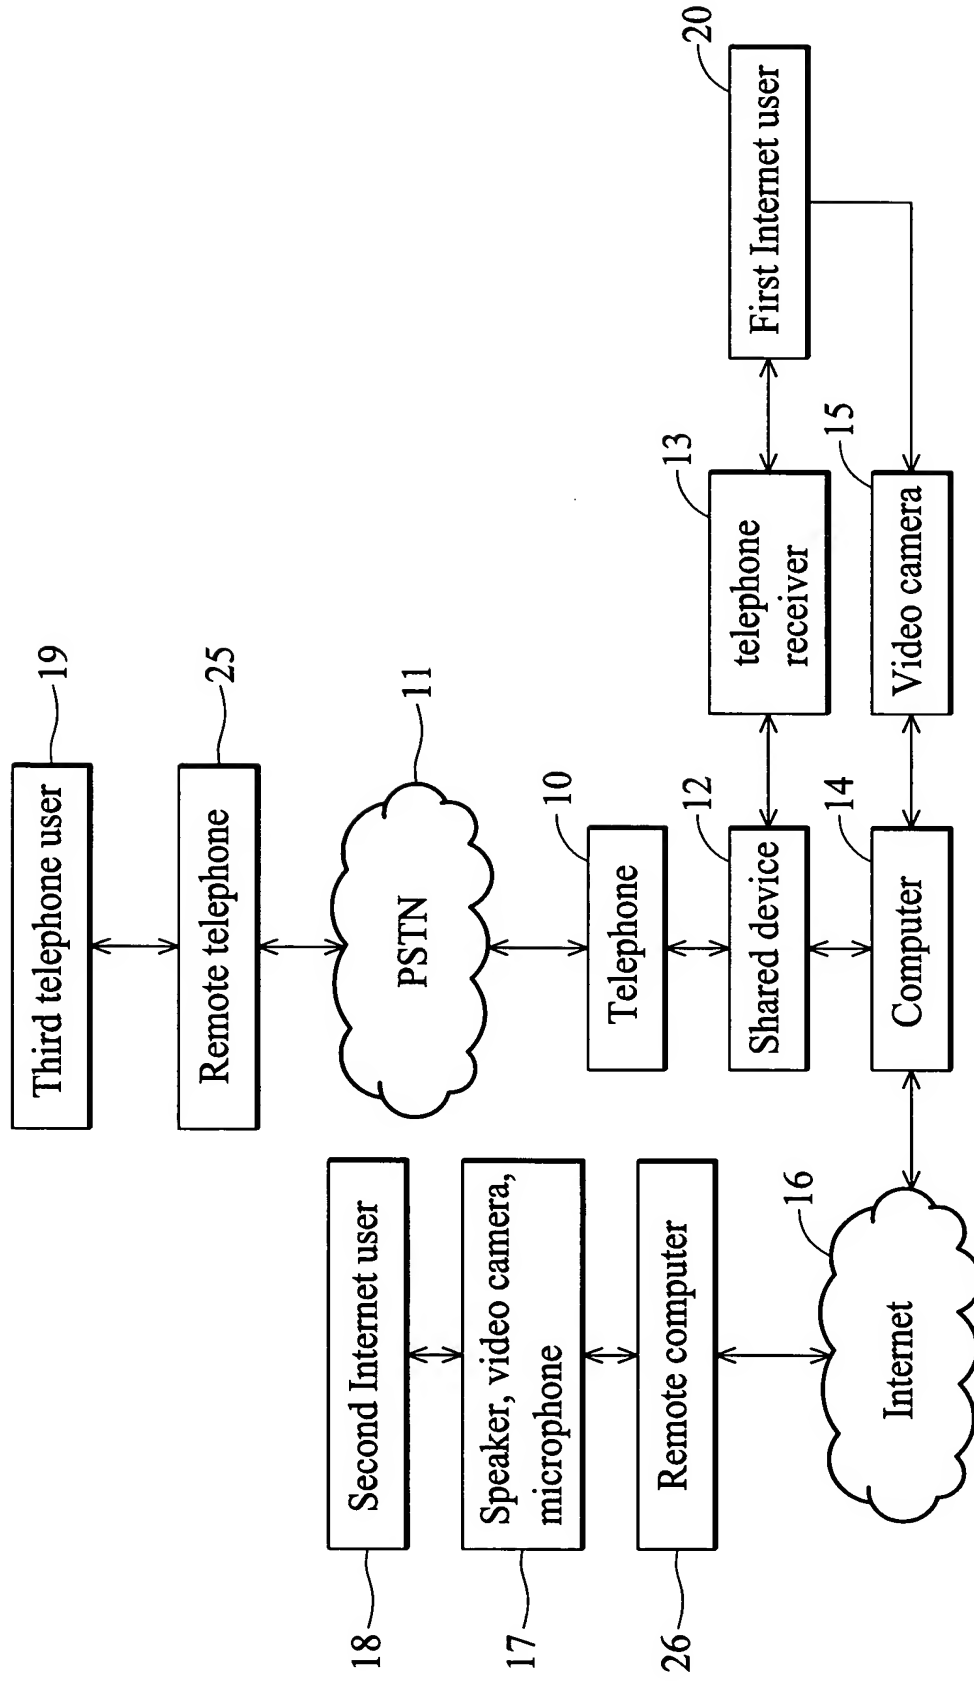 Third telephone user
19
Remote telephone
25
PSTN
11
Telephone
10
Shared device
12
telephone
receiver
13
First Internet user
20
Second Internet user
18
Speaker, video camera,
microphone
17
Remote computer
26
Internet
16
Computer
14
Video camera
15